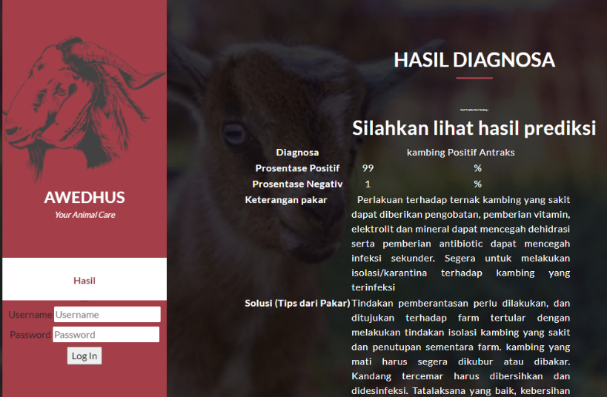 AWEDHUS
Your Animal Care
Hasil
Username Username
Password Password
Log In
HASIL DIAGNOSA
Silahkan lihat hasil prediksi
Diagnosa kambing Positif Antraks
Prosentase Positif 99 %
Prosentase Negativ 1 %
Keterangan pakar Perlakuan terhadap ternak kambing yang sakit
dapat diberikan pengobatan, pemberian vitamin,
elektrolit dan mineral dapat mencegah dehidrasi
serta pemberian antibiotic dapat mencegah
infeksi sekunder. Segera untuk melakukan
isolasi/karantina terhadap kambing yang
terinfeksi
Solusi (Tips dari Pakar) Tindakan pemberantasan perlu dilakukan, dan
ditujukan terhadap farm tertular dengan
melakukan tindakan isolasi kambing yang sakit
dan penutupan sementara farm. kambing yang
mati harus segera dikubur atau dibakar.
Kandang tercemar harus dibersihkan dan
didesinfeksi. Tatalaksana yang baik, kebersihan